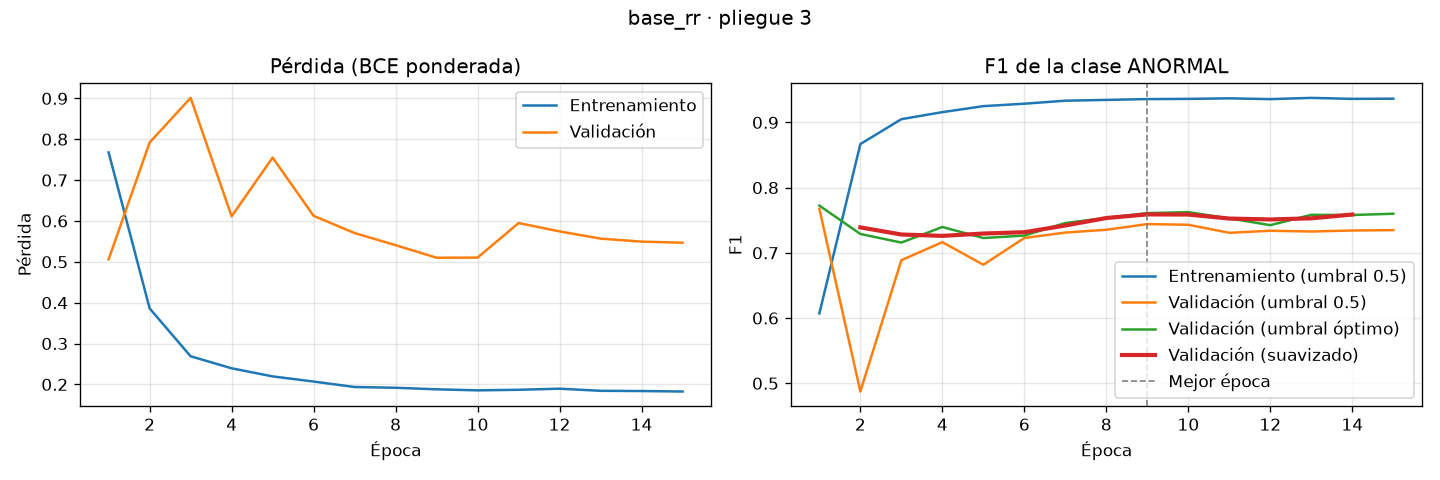 base_rr · pliegue 3
Pérdida (BCE ponderada)
Pérdida
0.9
0.8
0.7
0.6
0.5
0.4
0.3
0.2
Entrenamiento
Validación
2 4 6 8 10 12 14
Época
F1 de la clase ANORMAL
F1
0.9
0.8
0.7
0.6
0.5
Entrenamiento (umbral 0.5)
Validación (umbral 0.5)
Validación (umbral óptimo)
Validación (suavizado)
Mejor época
2 4 6 8 10 12 14
Época